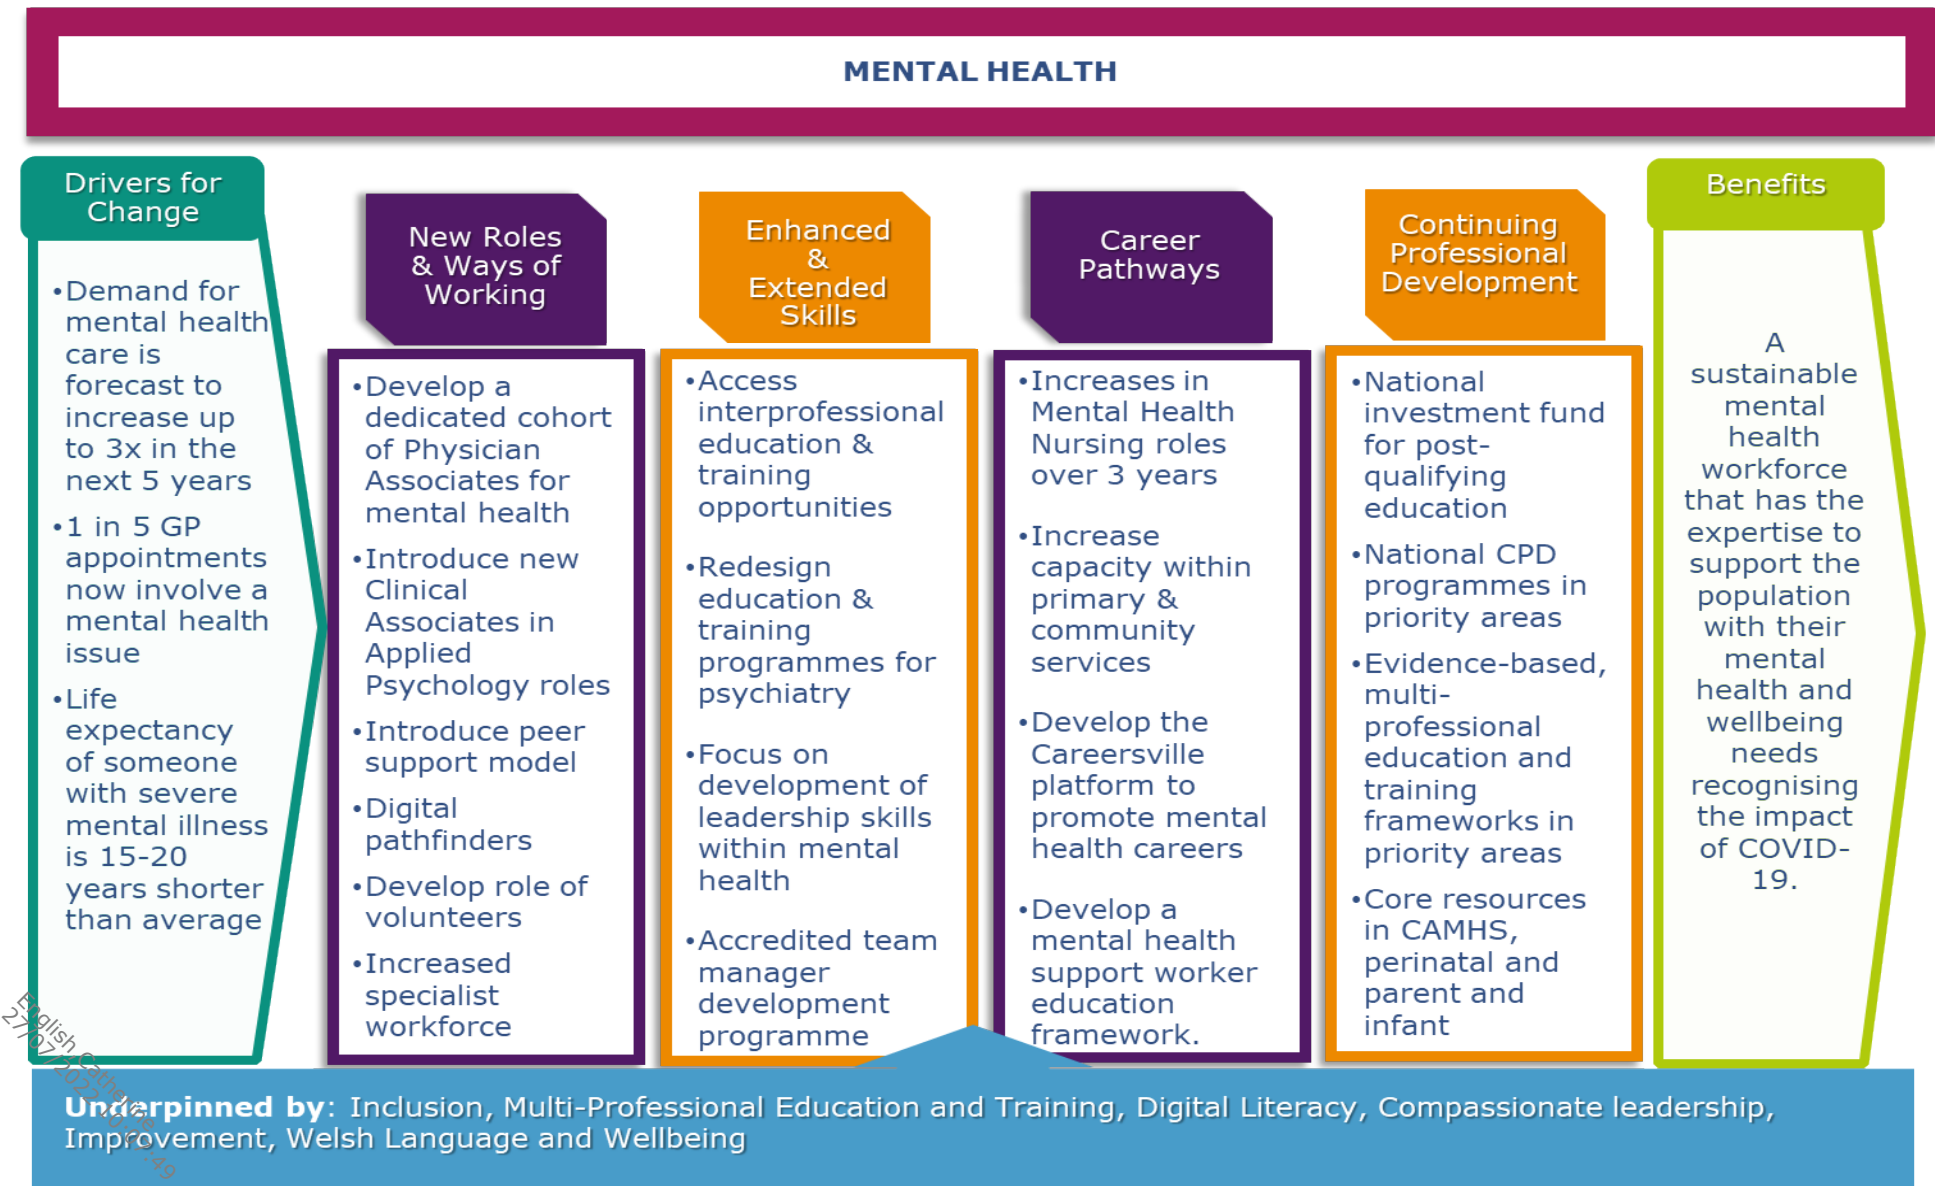 MENTAL HEALTH
Drivers for
Change
•Demand for
mental health
care is
forecast to
increase up
to 3x in the
next 5 years
•1 in 5 GP
appointments
now involve a
mental health
issue
•Life
expectancy
of someone
with severe
mental illness
is 15-20
years shorter
than average
New Roles
& Ways of
Working
•Develop a
dedicated cohort
of Physician
Associates for
mental health
•Introduce new
Clinical
Associates in
Applied
Psychology roles
•Introduce peer
support model
•Digital
pathfinders
•Develop role of
volunteers
•Increased
specialist
workforce
Enhanced
&
Extended
Skills
•Access
interprofessional
education &
training
opportunities
•Redesign
education &
training
programmes for
psychiatry
•Focus on
development of
leadership skills
within mental
health
•Accredited team
manager
development
programme
Career
Pathways
•Increases in
Mental Health
Nursing roles
over 3 years
•Increase
capacity within
primary &
community
services
•Develop the
Careersville
platform to
promote mental
health careers
•Develop a
mental health
support worker
education
framework.
Continuing
Professional
Development
•National
investment fund
for post-
qualifying
education
•National CPD
programmes in
priority areas
•Evidence-based,
multi-
professional
education and
training
frameworks in
priority areas
•Core resources
in CAMHS,
perinatal and
parent and
infant
Benefits
A
sustainable
mental
health
workforce
that has the
expertise to
support the
population
with their
mental
health and
wellbeing
needs
recognising
the impact
of COVID-
19.
Underpinned by: Inclusion, Multi-Professional Education and Training, Digital Literacy, Compassionate leadership,
Improvement, Welsh Language and Wellbeing
English Catherine
27/07/2022